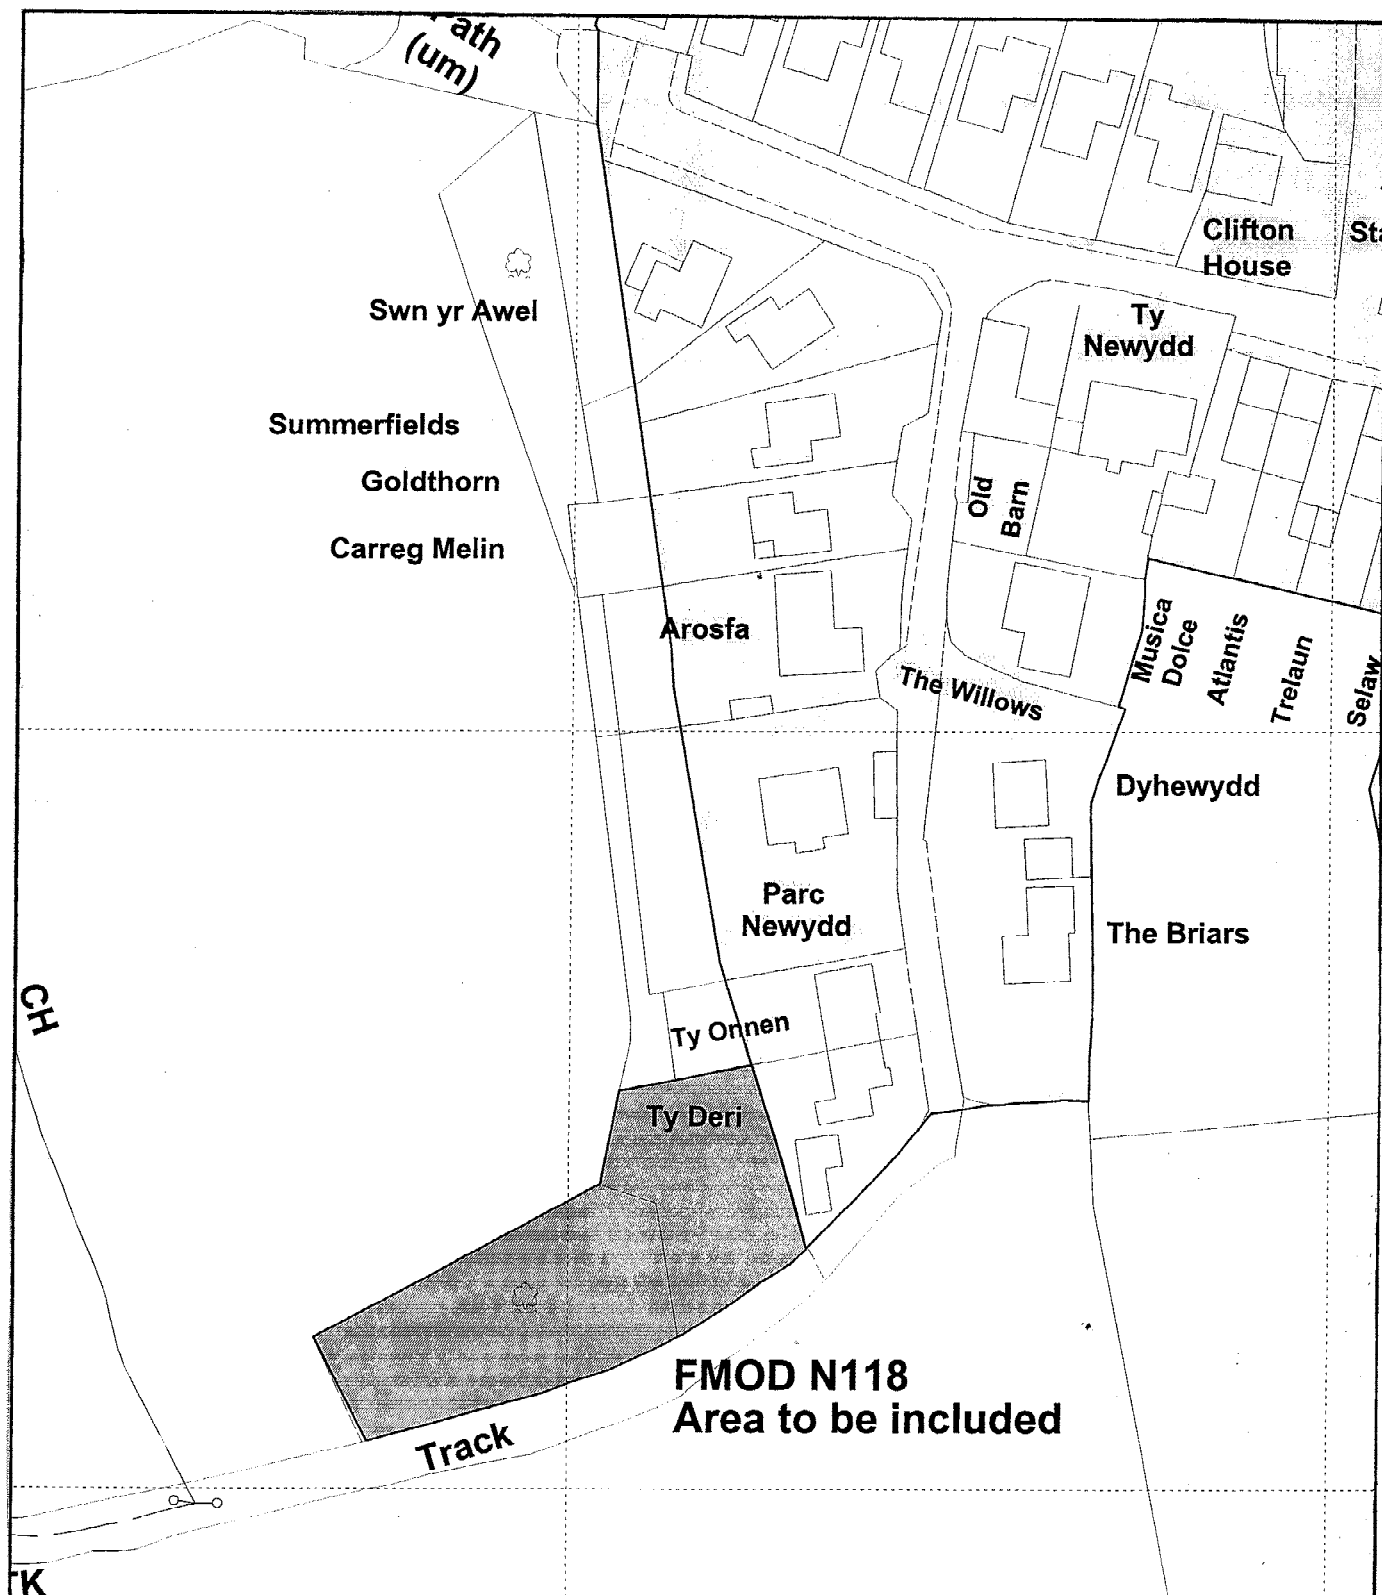 Path
(um)
Clifton
House
Swn yr Awel
Ty
Newydd
Summerfields
Goldthorn
Old
Barn
Carreg Melin
Arosfa
Musica
Dolce
Atlantis
Trelaun
The Willows
Dyhewydd
Parc
Newydd
The Briars
CH
Ty Onnen
Ty Deri
FMOD N118
Area to be included
Track